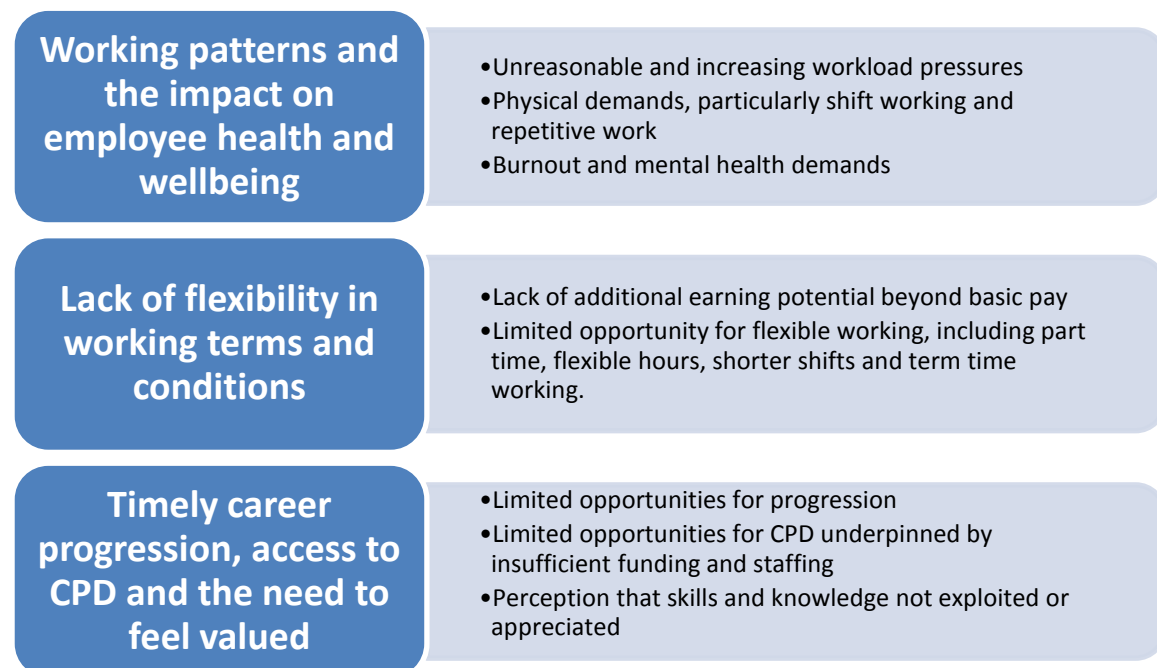 Working patterns and
the impact on
employee health and
wellbeing
•Unreasonable and increasing workload pressures
•Physical demands, particularly shift working and
repetitive work
•Burnout and mental health demands
Lack of flexibility in
working terms and
conditions
•Lack of additional earning potential beyond basic pay
•Limited opportunity for flexible working, including part
time, flexible hours, shorter shifts and term time
working.
Timely career
progression, access to
CPD and the need to
feel valued
•Limited opportunities for progression
•Limited opportunities for CPD underpinned by
insufficient funding and staffing
•Perception that skills and knowledge not exploited or
appreciated